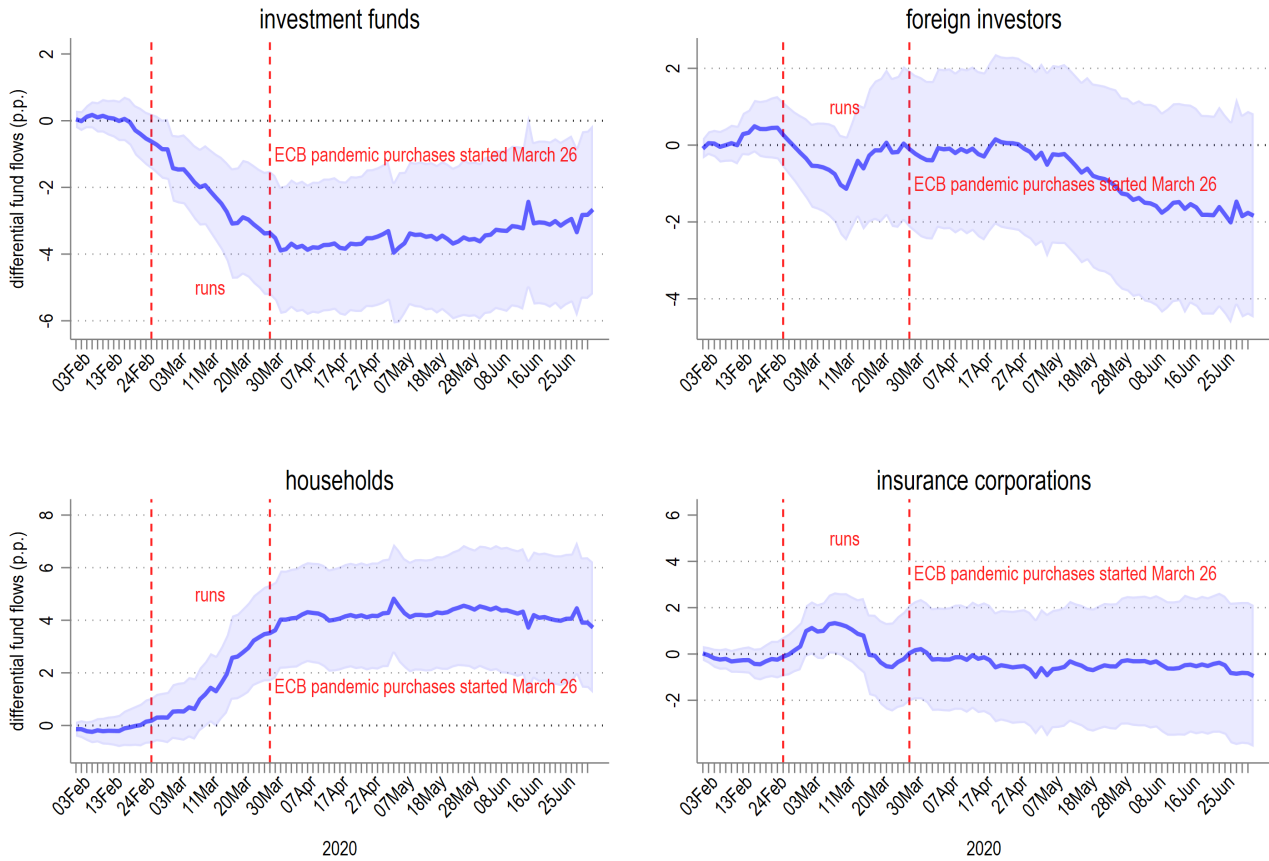 investment funds
differential fund flows (p.p.)
2
0
-2
-4
-6
ECB pandemic purchases started March 26
runs
03Feb
13Feb
24Feb
03Mar
11Mar
20Mar
30Mar
07Apr
17Apr
27Apr
07May
18May
28May
08Jun
16Jun
25Jun
foreign investors
2
0
-2
-4
runs
ECB pandemic purchases started March 26
03Feb
13Feb
24Feb
03Mar
11Mar
20Mar
30Mar
07Apr
17Apr
27Apr
07May
18May
28May
08Jun
16Jun
25Jun
households
differential fund flows (p.p.)
8
6
4
2
0
runs
ECB pandemic purchases started March 26
03Feb
13Feb
24Feb
03Mar
11Mar
20Mar
30Mar
07Apr
17Apr
27Apr
07May
18May
28May
08Jun
16Jun
25Jun
2020
insurance corporations
6
4
2
0
-2
runs
ECB pandemic purchases started March 26
03Feb
13Feb
24Feb
03Mar
11Mar
20Mar
30Mar
07Apr
17Apr
27Apr
07May
18May
28May
08Jun
16Jun
25Jun
2020